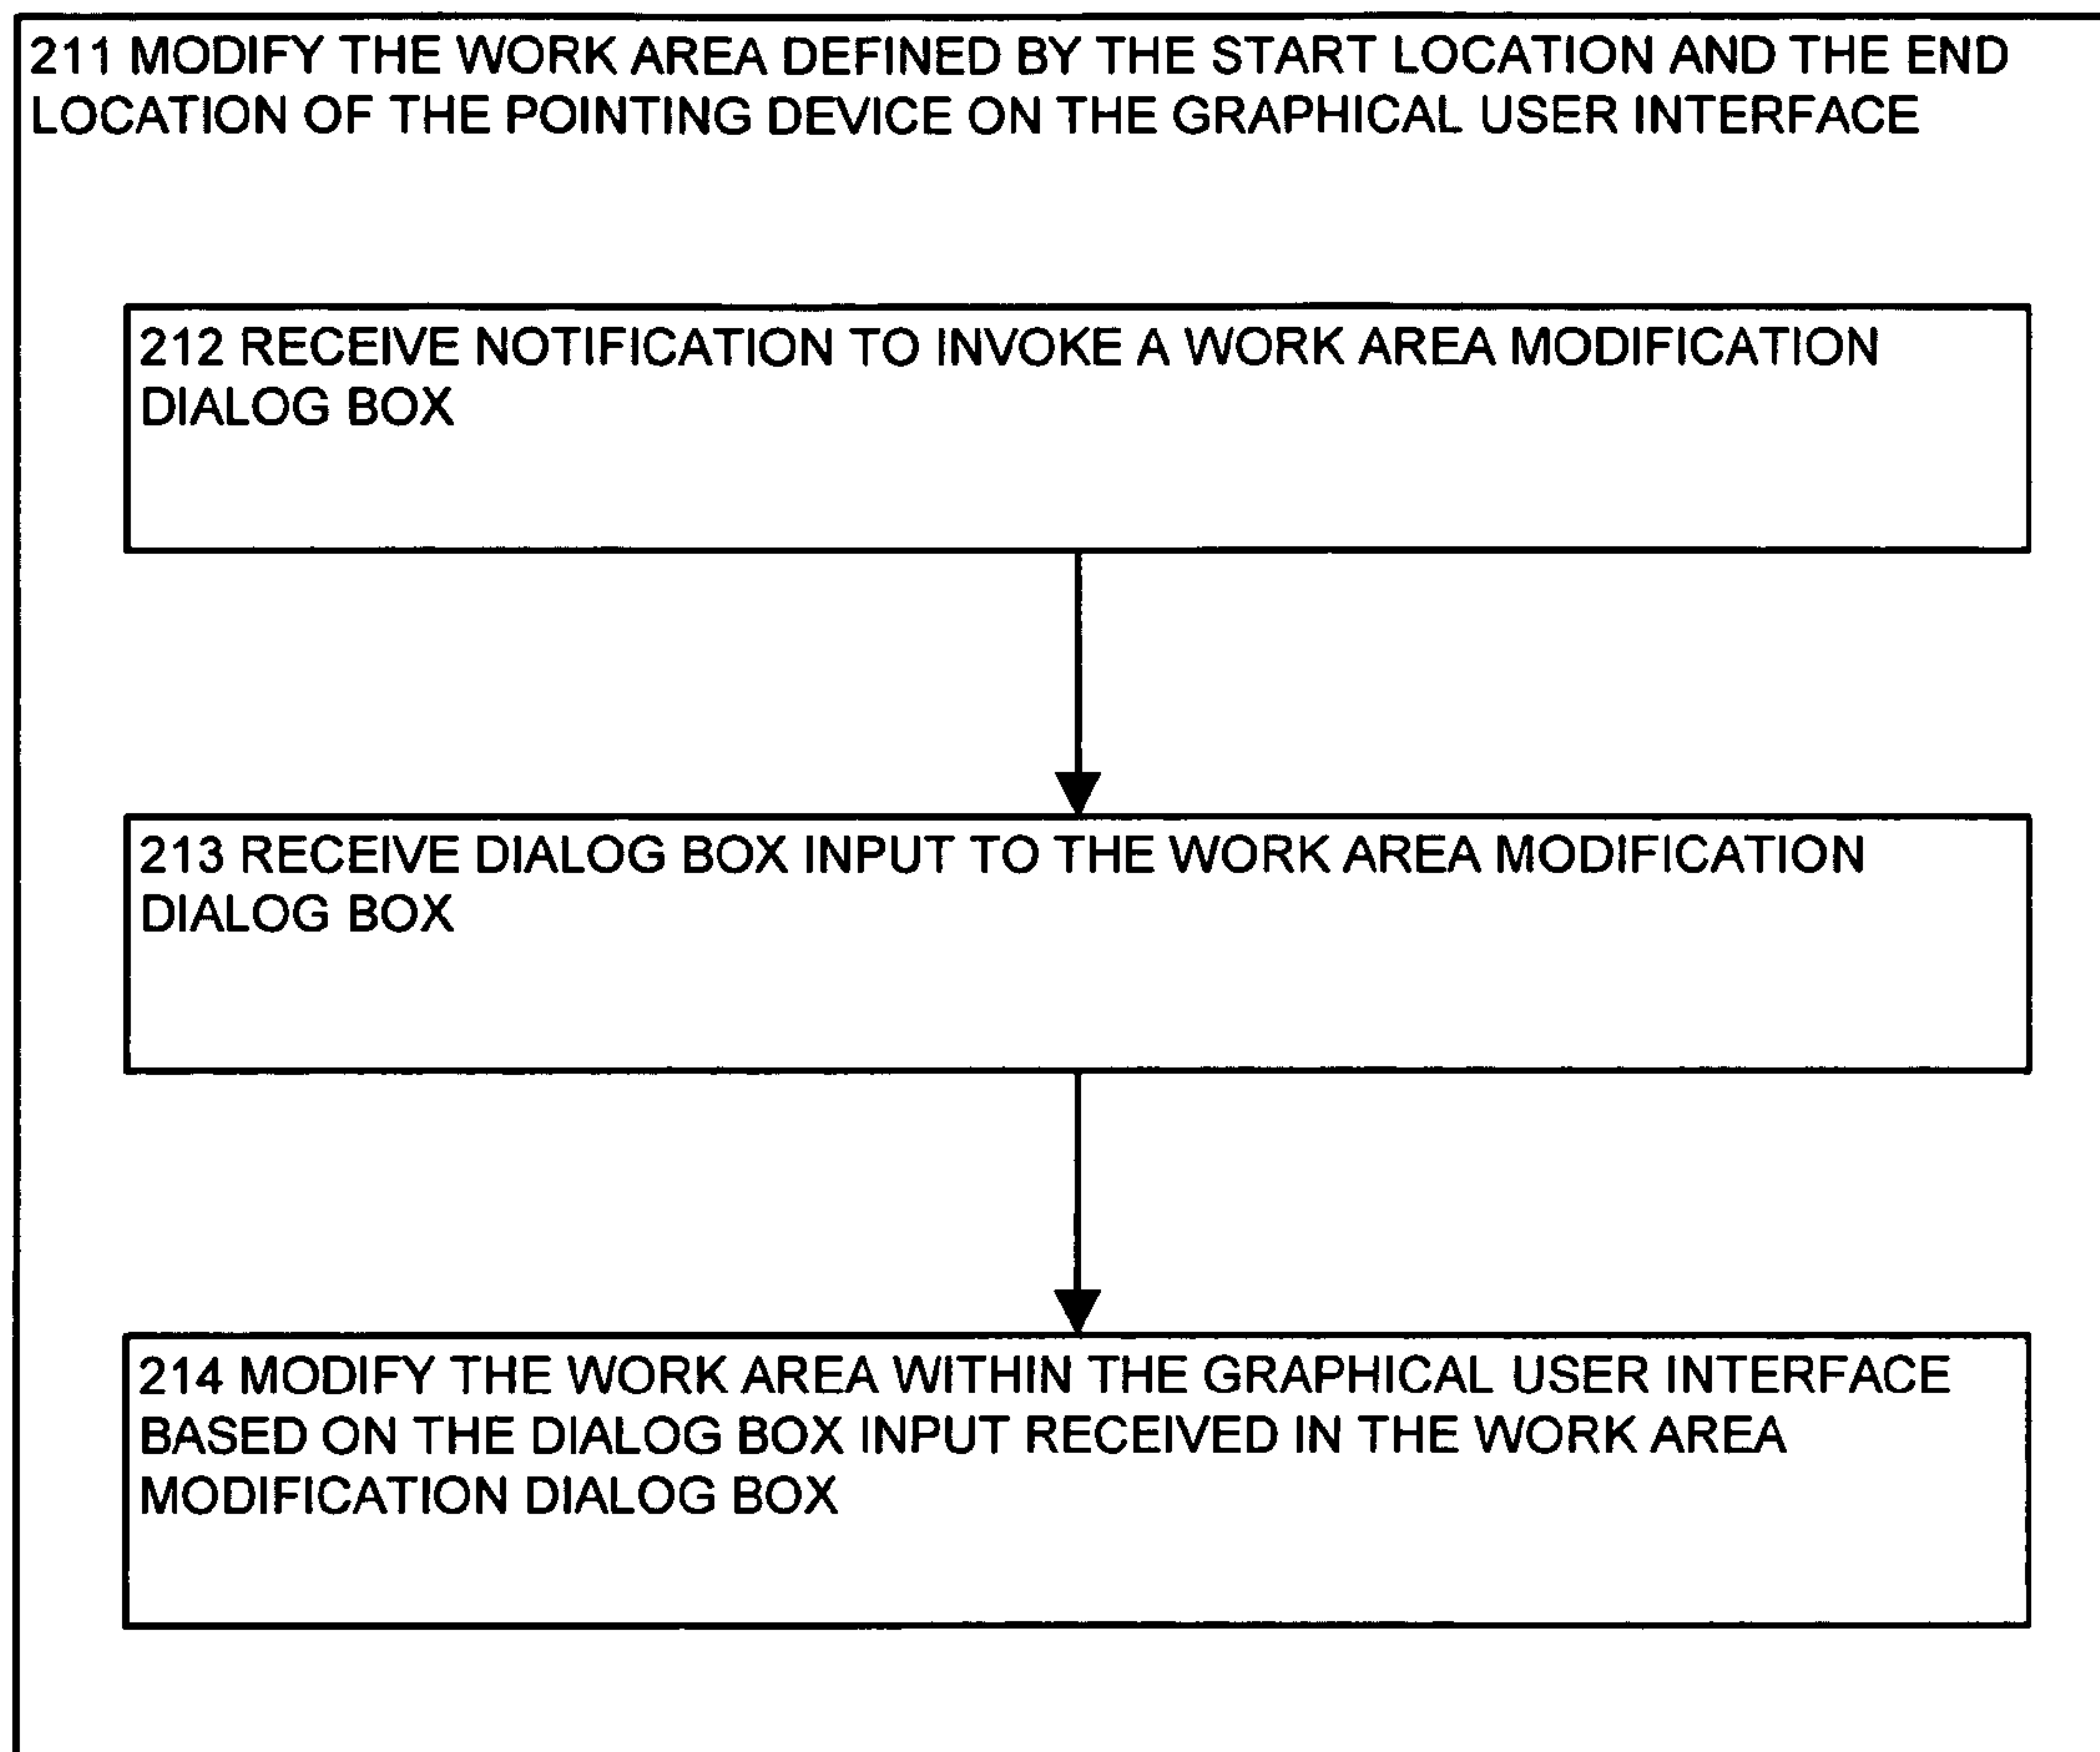 211 MODIFY THE WORK AREA DEFINED BY THE START LOCATION AND THE END
LOCATION OF THE POINTING DEVICE ON THE GRAPHICAL USER INTERFACE
212 RECEIVE NOTIFICATION TO INVOKE A WORK AREA MODIFICATION
DIALOG BOX
213 RECEIVE DIALOG BOX INPUT TO THE WORK AREA MODIFICATION
DIALOG BOX
214 MODIFY THE WORK AREA WITHIN THE GRAPHICAL USER INTERFACE
BASED ON THE DIALOG BOX INPUT RECEIVED IN THE WORK AREA
MODIFICATION DIALOG BOX